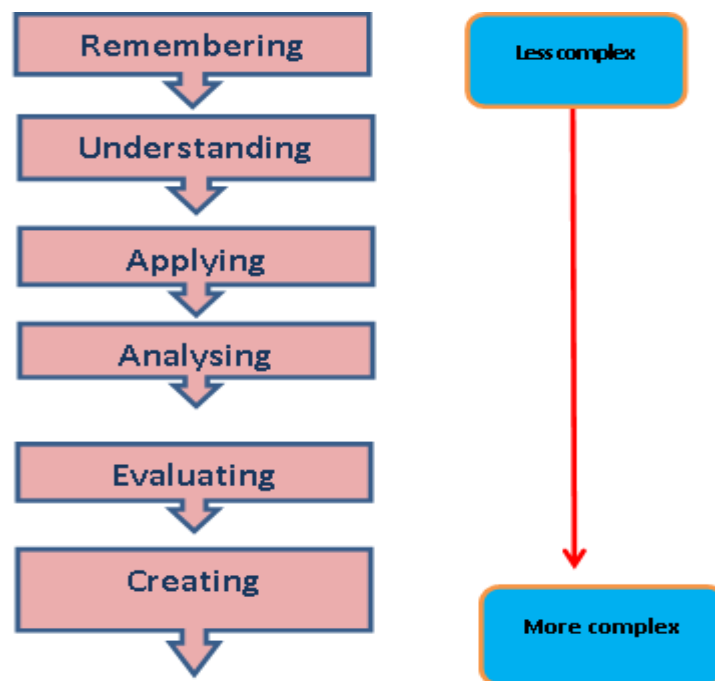 Remembering
Less complex
Understanding
Applying
Analysing
Evaluating
Creating
More complex